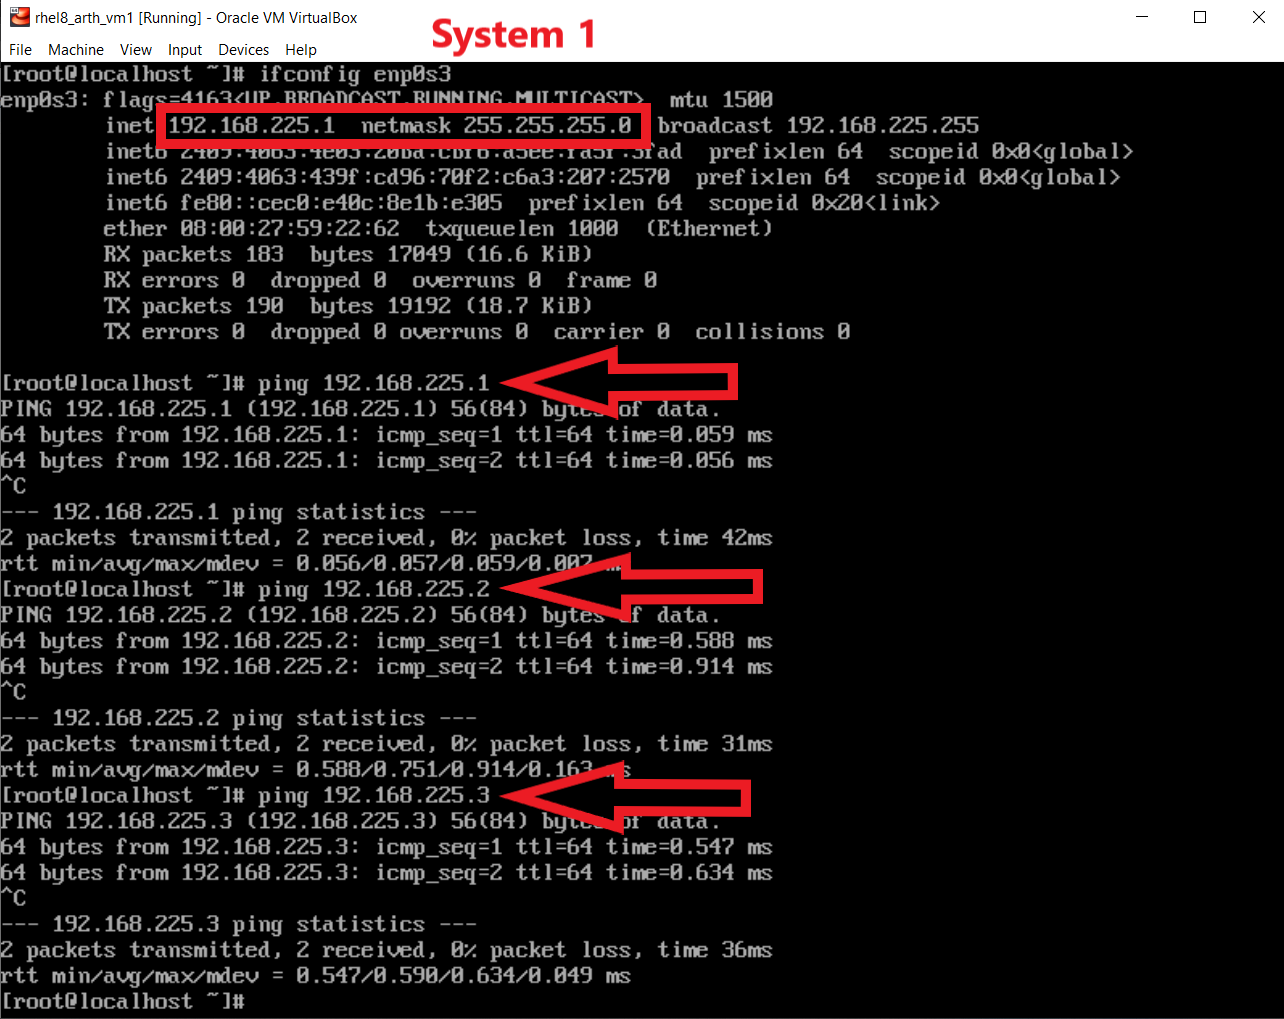 rhel8_arth_vm1 [Running] - Oracle VM VirtualBox
System 1
File Machine View Input Devices Help
[root@localhost ~]# ifconfig enp0s3
enp0s3: flags=4163<UP,BROADCAST,RUNNING,MULTICAST>  mtu 1500
inet 192.168.225.1  netmask 255.255.255.0  broadcast 192.168.225.255
inet6 prefixlen 64  scopeid 0x0<global>
inet6 2409:4063:439f:cd96:70f2:c6a3:207:2570  prefixlen 64  scopeid 0x0<global>
inet6 fe80::cec0:e40c:8e1b:e305  prefixlen 64  scopeid 0x20<link>
ether 08:00:27:59:22:62  txqueuelen 1000  (Ethernet)
RX packets 183  bytes 17049 (16.6 KiB)
RX errors 0  dropped 0  overruns 0  frame 0
TX packets 190  bytes 19192 (18.7 KiB)
TX errors 0  dropped 0 overruns 0  carrier 0  collisions 0
[root@localhost ~]# ping 192.168.225.1
PING 192.168.225.1 (192.168.225.1) 56(84) bytes of data.
64 bytes from 192.168.225.1: icmp_seq=1 ttl=64 time=0.059 ms
64 bytes from 192.168.225.1: icmp_seq=2 ttl=64 time=0.056 ms
^C
--- 192.168.225.1 ping statistics ---
2 packets transmitted, 2 received, 0% packet loss, time 42ms
rtt min/avg/max/mdev = 0.056/0.057/0.059/0.007 ms
[root@localhost ~]# ping 192.168.225.2
PING 192.168.225.2 (192.168.225.2) 56(84) bytes of data.
64 bytes from 192.168.225.2: icmp_seq=1 ttl=64 time=0.588 ms
64 bytes from 192.168.225.2: icmp_seq=2 ttl=64 time=0.914 ms
^C
--- 192.168.225.2 ping statistics ---
2 packets transmitted, 2 received, 0% packet loss, time 31ms
rtt min/avg/max/mdev = 0.588/0.751/0.914/0.163 ms
[root@localhost ~]# ping 192.168.225.3
PING 192.168.225.3 (192.168.225.3) 56(84) bytes of data.
64 bytes from 192.168.225.3: icmp_seq=1 ttl=64 time=0.547 ms
64 bytes from 192.168.225.3: icmp_seq=2 ttl=64 time=0.634 ms
^C
--- 192.168.225.3 ping statistics ---
2 packets transmitted, 2 received, 0% packet loss, time 36ms
rtt min/avg/max/mdev = 0.547/0.590/0.634/0.049 ms
[root@localhost ~]#